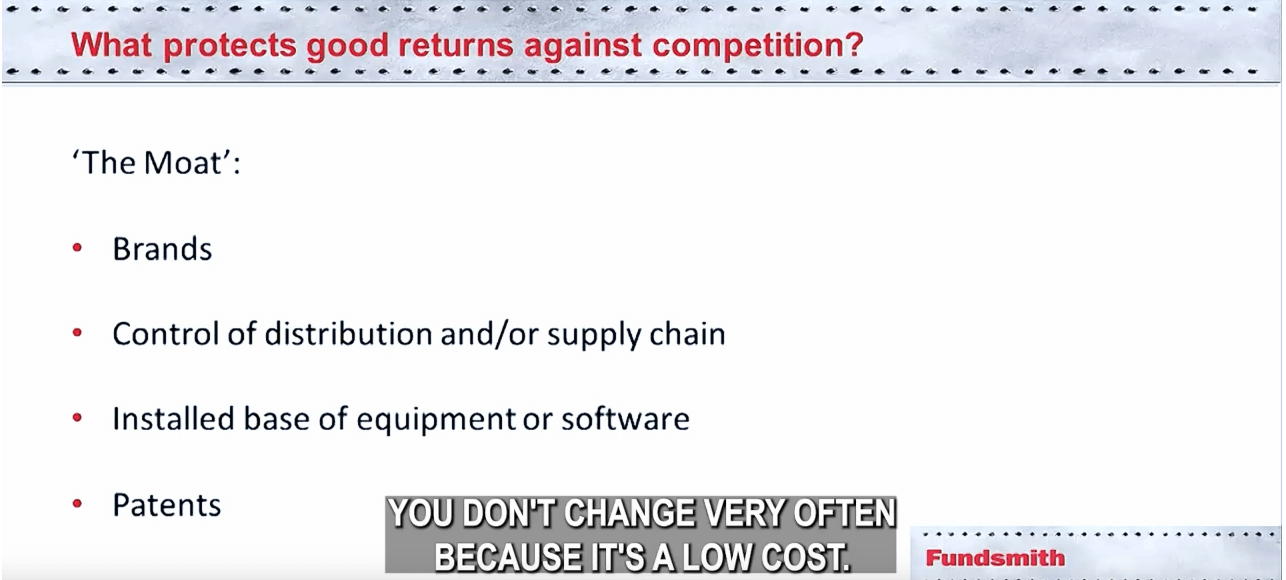 What protects good returns against competition?
‘The Moat’:
• Brands
• Control of distribution and/or supply chain
• Installed base of equipment or software
• Patents
YOU DON'T CHANGE VERY OFTEN
BECAUSE IT'S A LOW COST.
Fundsmith